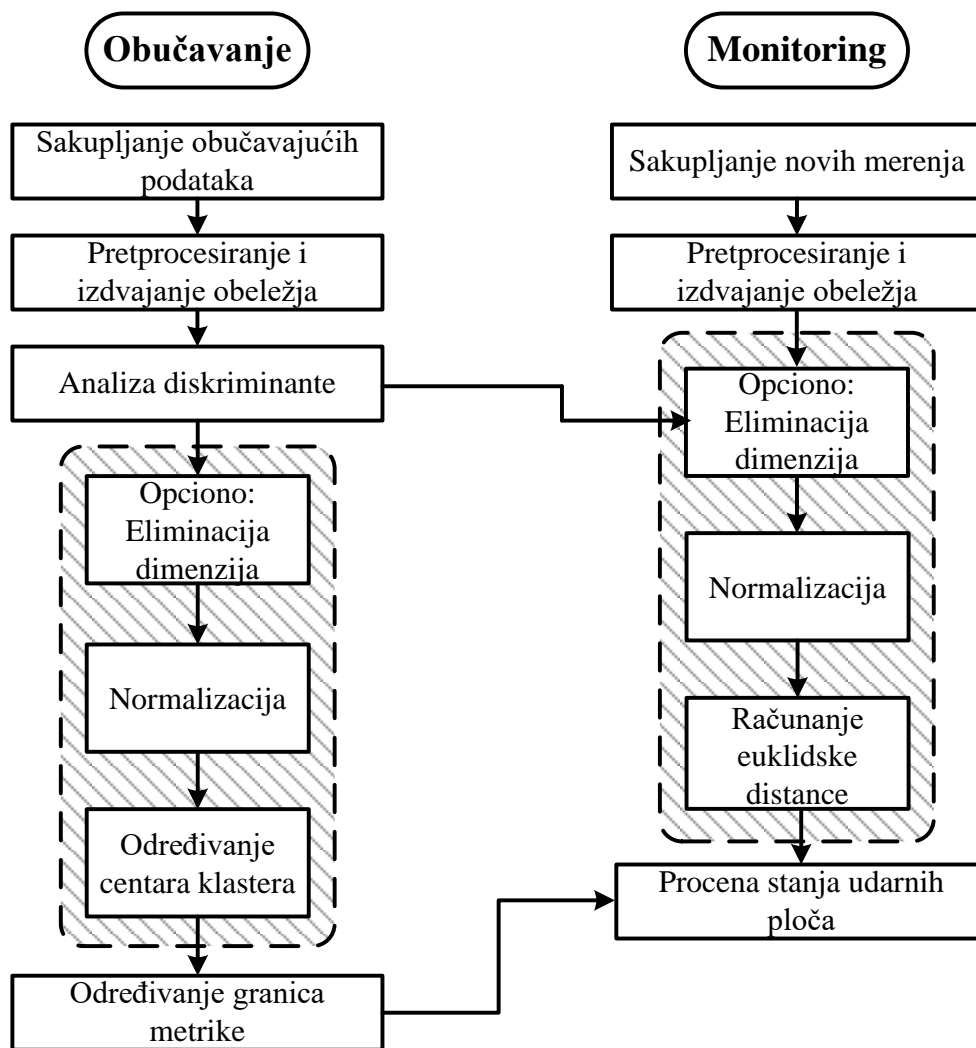 Obučavanje
Sakupljanje obučavajućih
podataka
Pretprocesiranje i
izdvajanje obeležja
Analiza diskriminante
Opciono:
Eliminacija
dimenzija
Normalizacija
Određivanje
centara klastera
Određivanje granica
metrike
Monitoring
Sakupljanje novih merenja
Pretprocesiranje i
izdvajanje obeležja
Opciono:
Eliminacija
dimenzija
Normalizacija
Računanje
euklidske
distance
Procena stanja udarnih
ploča